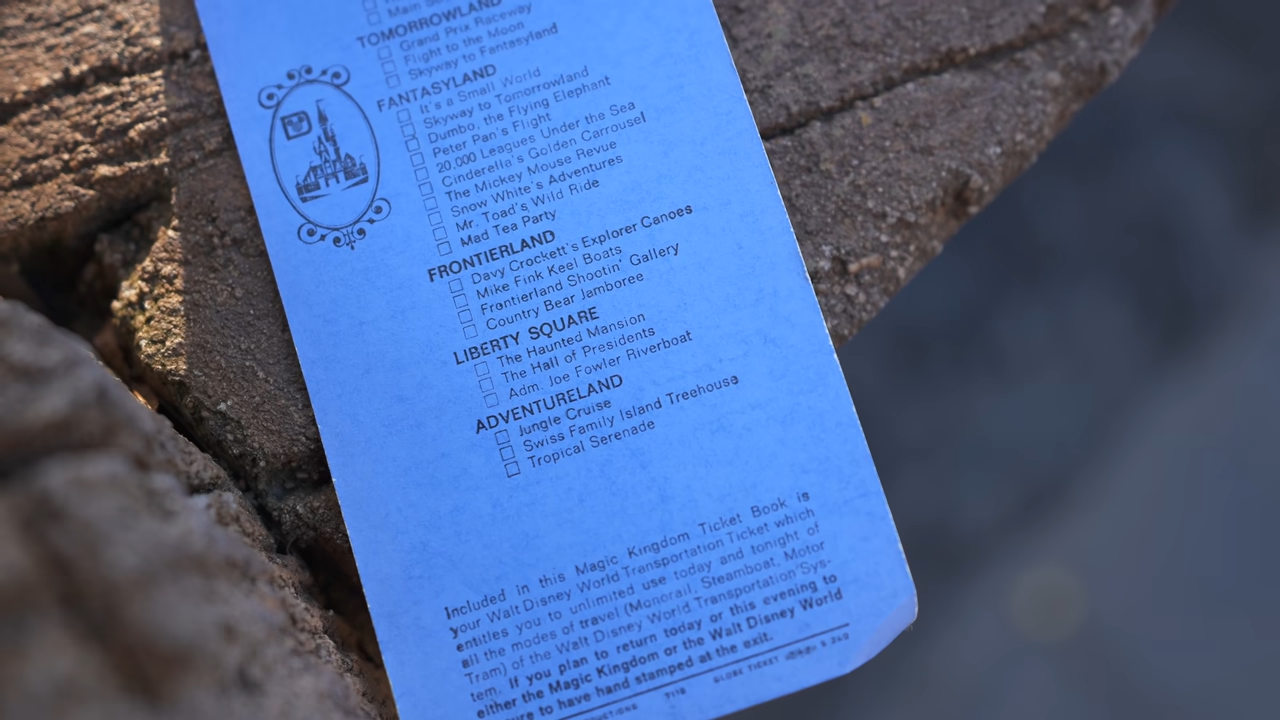 Main
TOMORROWLAND
Grand Prix Raceway
Flight to the Moon
Skyway to Fantasyland
FANTASYLAND
It's a Small World
Skyway to Tomorrowland
Dumbo, the Flying Elephant
Peter Pan's Flight
20,000 Leagues Under the Sea
Cinderella's Golden Carrousel
The Mickey Mouse Revue
Snow White's Adventures
Mr. Toad's Wild Ride
Mad Tea Party
FRONTIERLAND
Davy Crockett's Explorer Canoes
Mike Fink Keel Boats
Frontierland Shootin' Gallery
Country Bear Jamboree
LIBERTY SQUARE
The Haunted Mansion
The Hall of Presidents
Adm. Joe Fowler Riverboat
ADVENTURELAND
Jungle Cruise
Swiss Family Island Treehouse
Tropical Serenade
Included in this Magic Kingdom Ticket Book is
your Walt Disney World Transportation Ticket which
entitles you to unlimited use today and tonight of
all the modes of travel (Monorail, Steamboat, Motor
Tram) of the Walt Disney World Transportation Sys-
tem. If you plan to return today or this evening to
either the Magic Kingdom or the Walt Disney World
to have hand stamped at the exit.
GLOBE TICKET